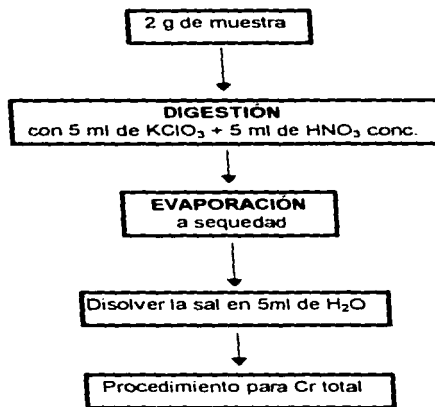 2 g de muestra
DIGESTIÓN
con 5 ml de KClO₃ + 5 ml de HNO₃ conc.
EVAPORACIÓN
a sequedad
Disolver la sal en 5ml de H₂O
Procedimiento para Cr total